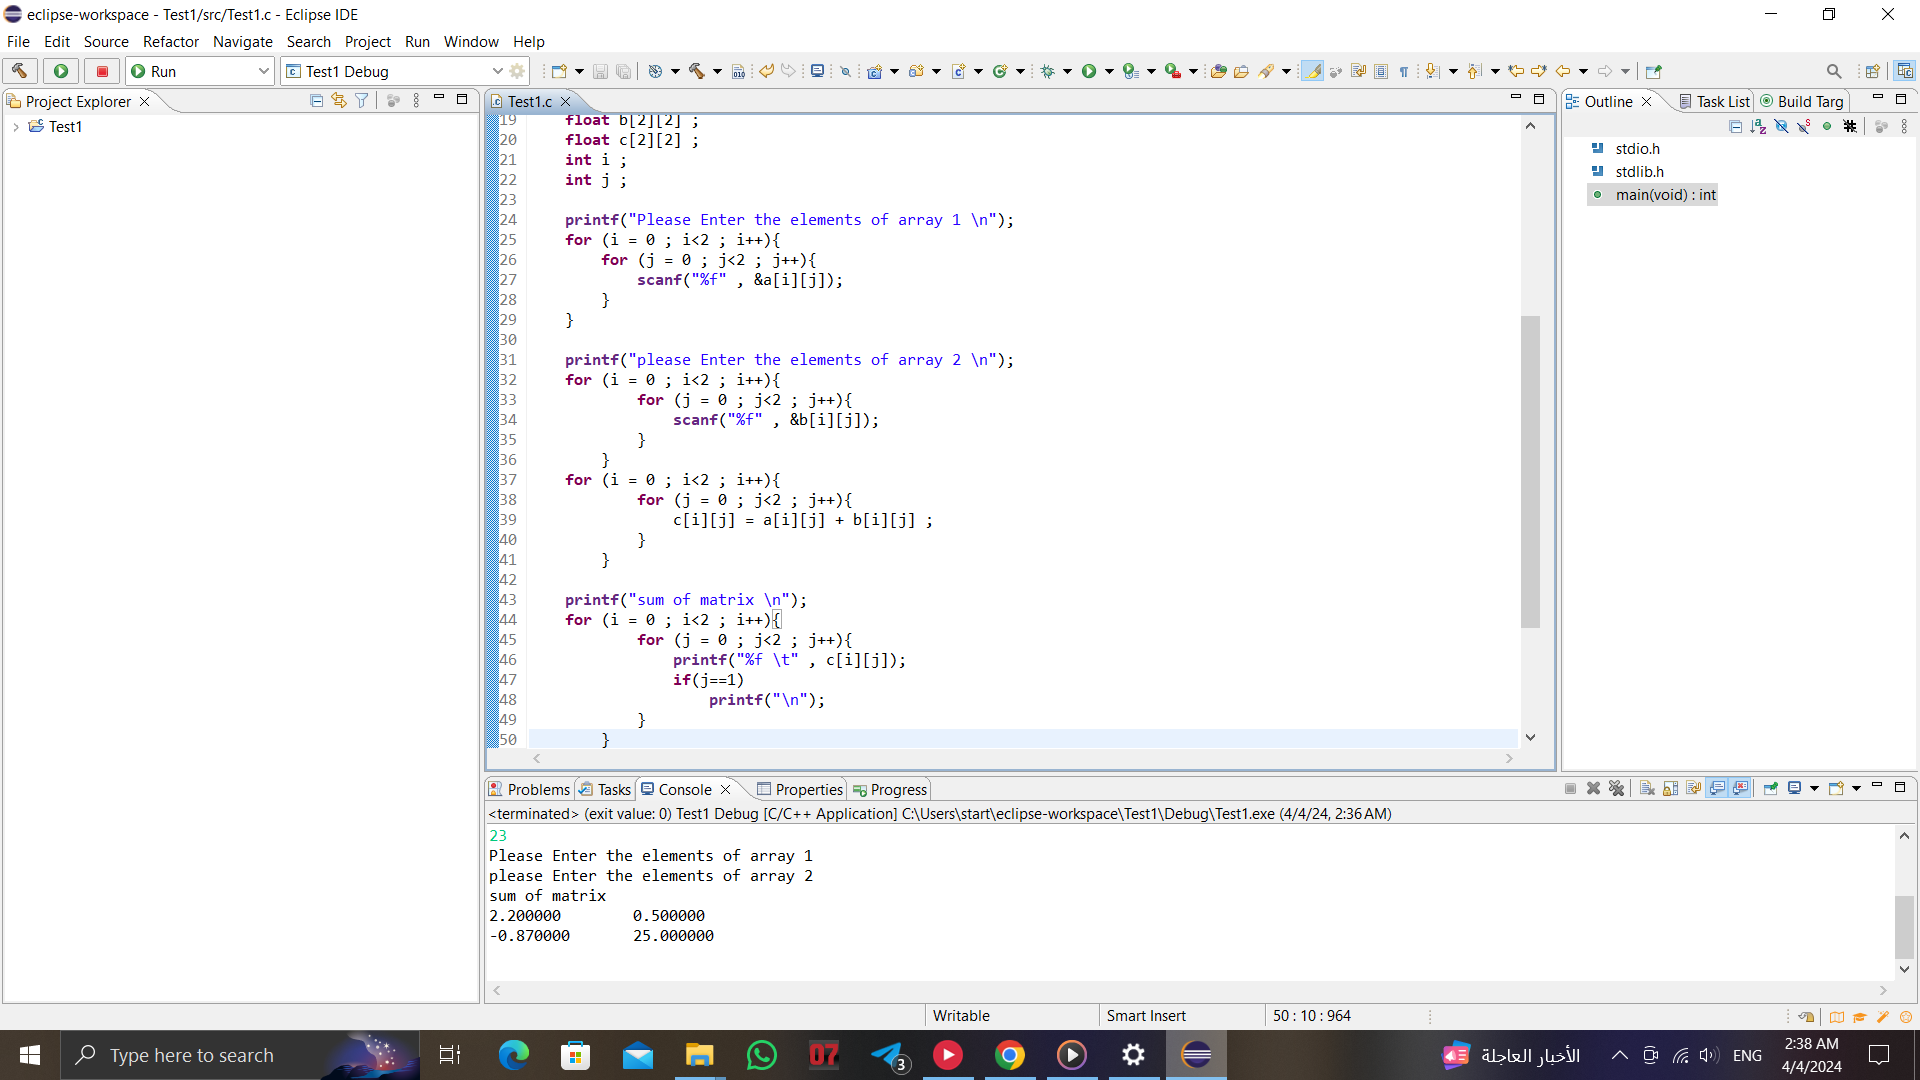 eclipse-workspace - Test1/src/Test1.c - Eclipse IDE
File Edit Source Refactor Navigate Search Project Run Window Help
Run Test1 Debug
Project Explorer
Test1
Test1.c
19 float b[2][2] ;
20 float c[2][2] ;
21 int i ;
22 int j ;
23
24 printf("Please Enter the elements of array 1 \n");
25 for (i = 0 ; i<2 ; i++){
26 for (j = 0 ; j<2 ; j++){
27 scanf("%f" , &a[i][j]);
28 }
29 }
30
31 printf("please Enter the elements of array 2 \n");
32 for (i = 0 ; i<2 ; i++){
33 for (j = 0 ; j<2 ; j++){
34 scanf("%f" , &b[i][j]);
35 }
36 }
37 for (i = 0 ; i<2 ; i++){
38 for (j = 0 ; j<2 ; j++){
39 c[i][j] = a[i][j] + b[i][j] ;
40 }
41 }
42
43 printf("sum of matrix \n");
44 for (i = 0 ; i<2 ; i++){
45 for (j = 0 ; j<2 ; j++){
46 printf("%f \t" , c[i][j]);
47 if(j==1)
48 printf("\n");
49 }
50 }
Outline Task List Build Targ
stdio.h
stdlib.h
main(void) : int
Problems Tasks Console Properties Progress
<terminated> (exit value: 0) Test1 Debug [C/C++ Application] C:\Users\start\eclipse-workspace\Test1\Debug\Test1.exe (4/4/24, 2:36 AM)
23
Please Enter the elements of array 1
please Enter the elements of array 2
sum of matrix
2.200000 0.500000
-0.870000 25.000000
Writable Smart Insert 50 : 10 : 964
Type here to search
07
3
الأخبار العاجلة
ENG
2:38 AM
4/4/2024